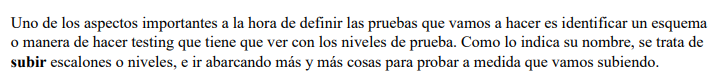 Uno de los aspectos importantes a la hora de definir las pruebas que vamos a hacer es identificar un esquema
o manera de hacer testing que tiene que ver con los niveles de prueba. Como lo indica su nombre, se trata de
subir escalones o niveles, e ir abarcando más y más cosas para probar a medida que vamos subiendo.